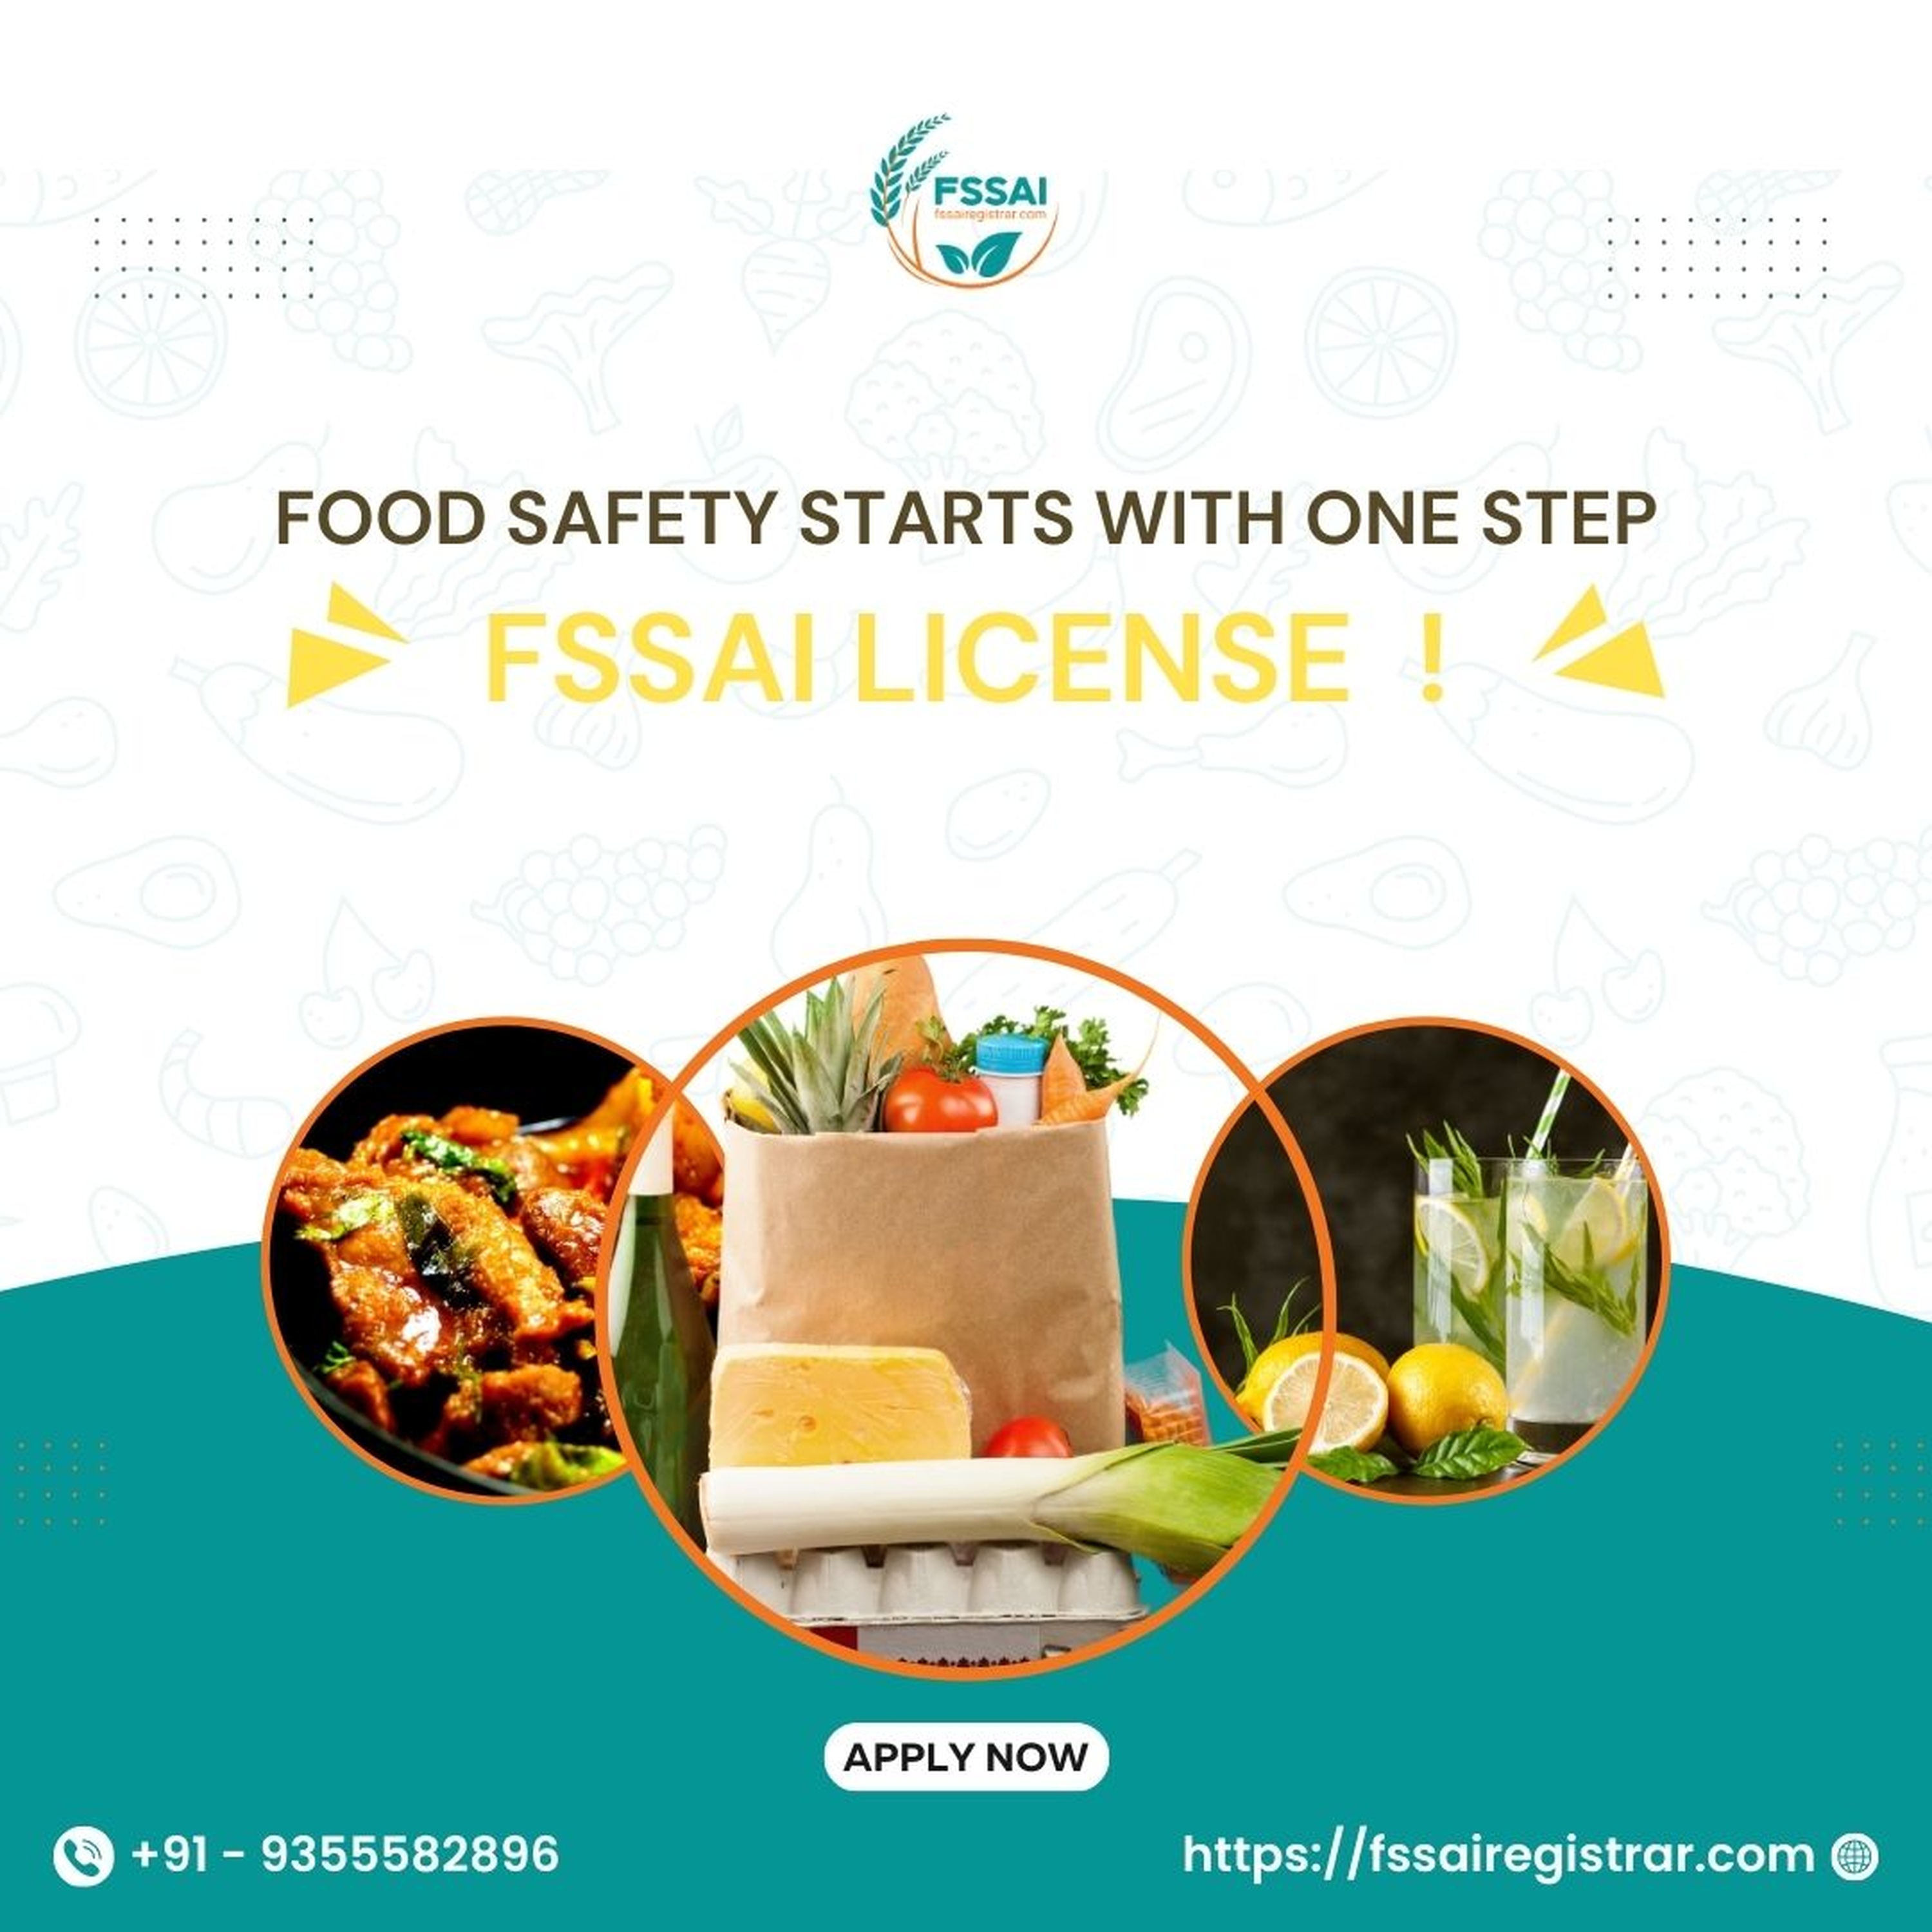 FSSAI
fssairegistrar.com
FOOD SAFETY STARTS WITH ONE STEP
FSSAI LICENSE !
APPLY NOW
+91 - 9355582896
https://fssairegistrar.com